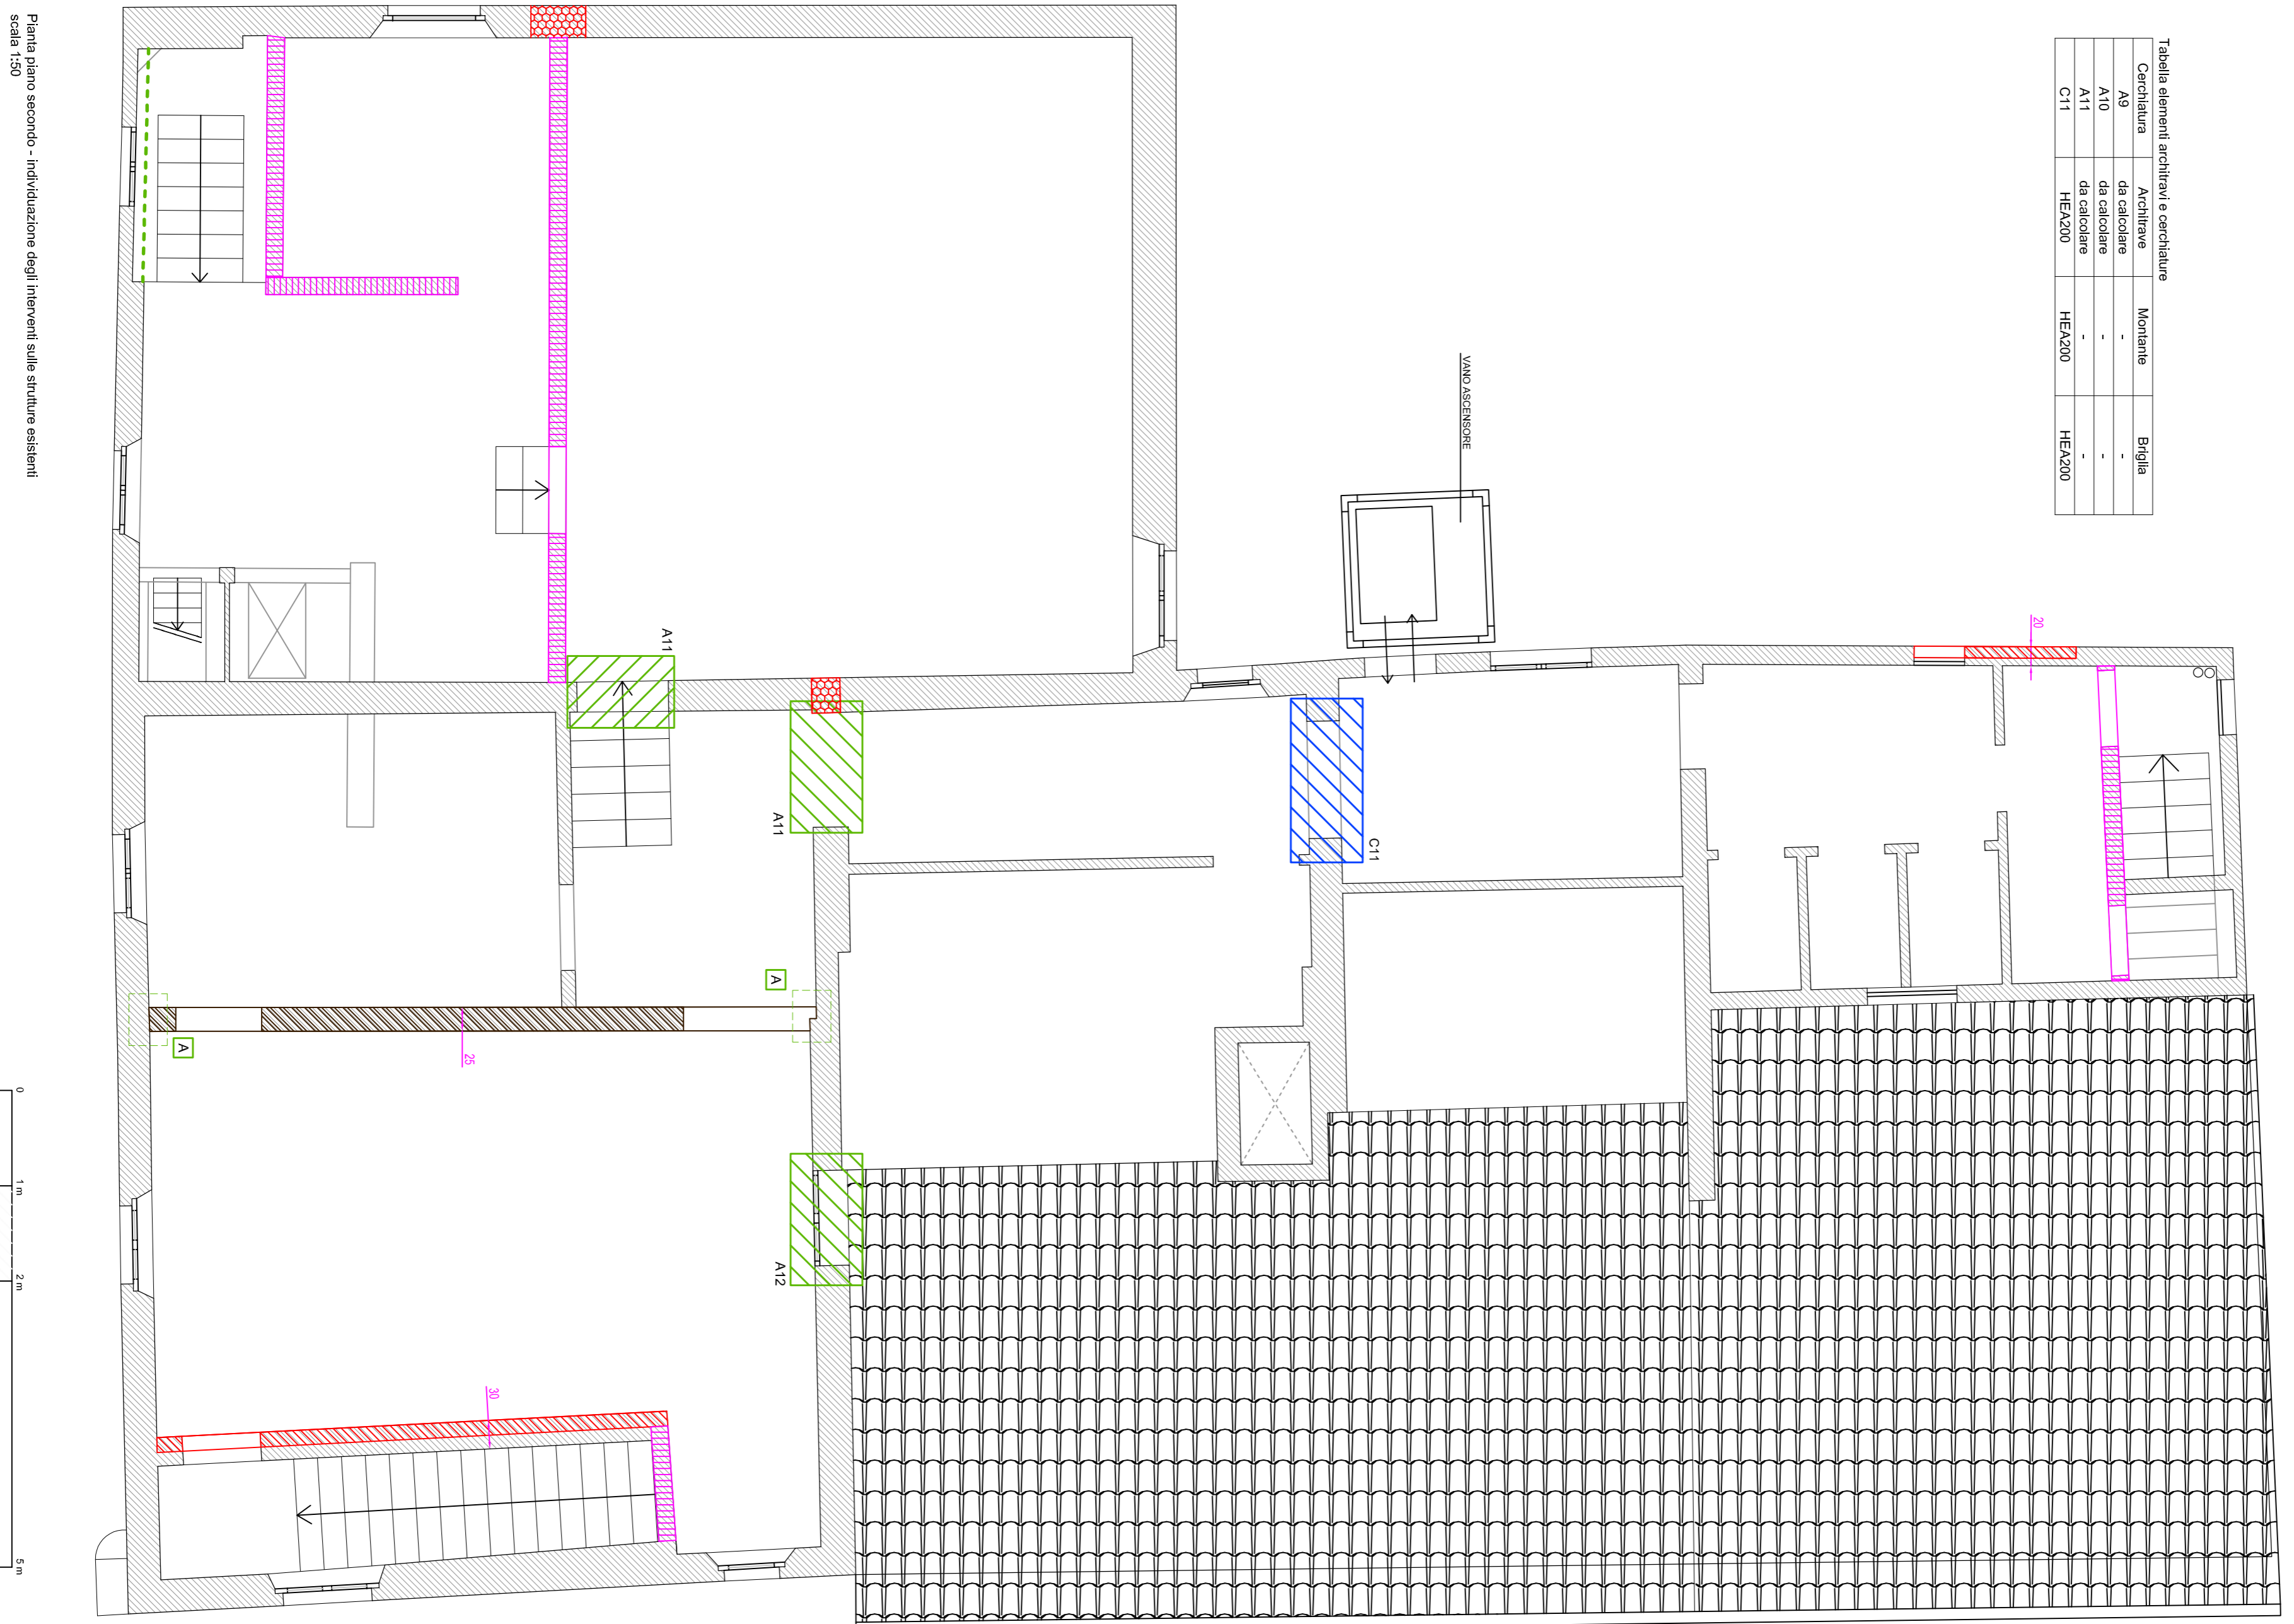 Tabella elementi architravi e cerchiature
Cerchiatura Architrave Montante Briglia
A9 da calcolare - -
A10 da calcolare - -
A11 da calcolare - -
C11 HEA200 HEA200 HEA200
VANO ASCENSORE
20
A11
A11
C11
A
A
25
A12
30
Pianta piano secondo - individuazione degli interventi sulle strutture esistenti
scala 1:50
0 1 m 2 m 5 m